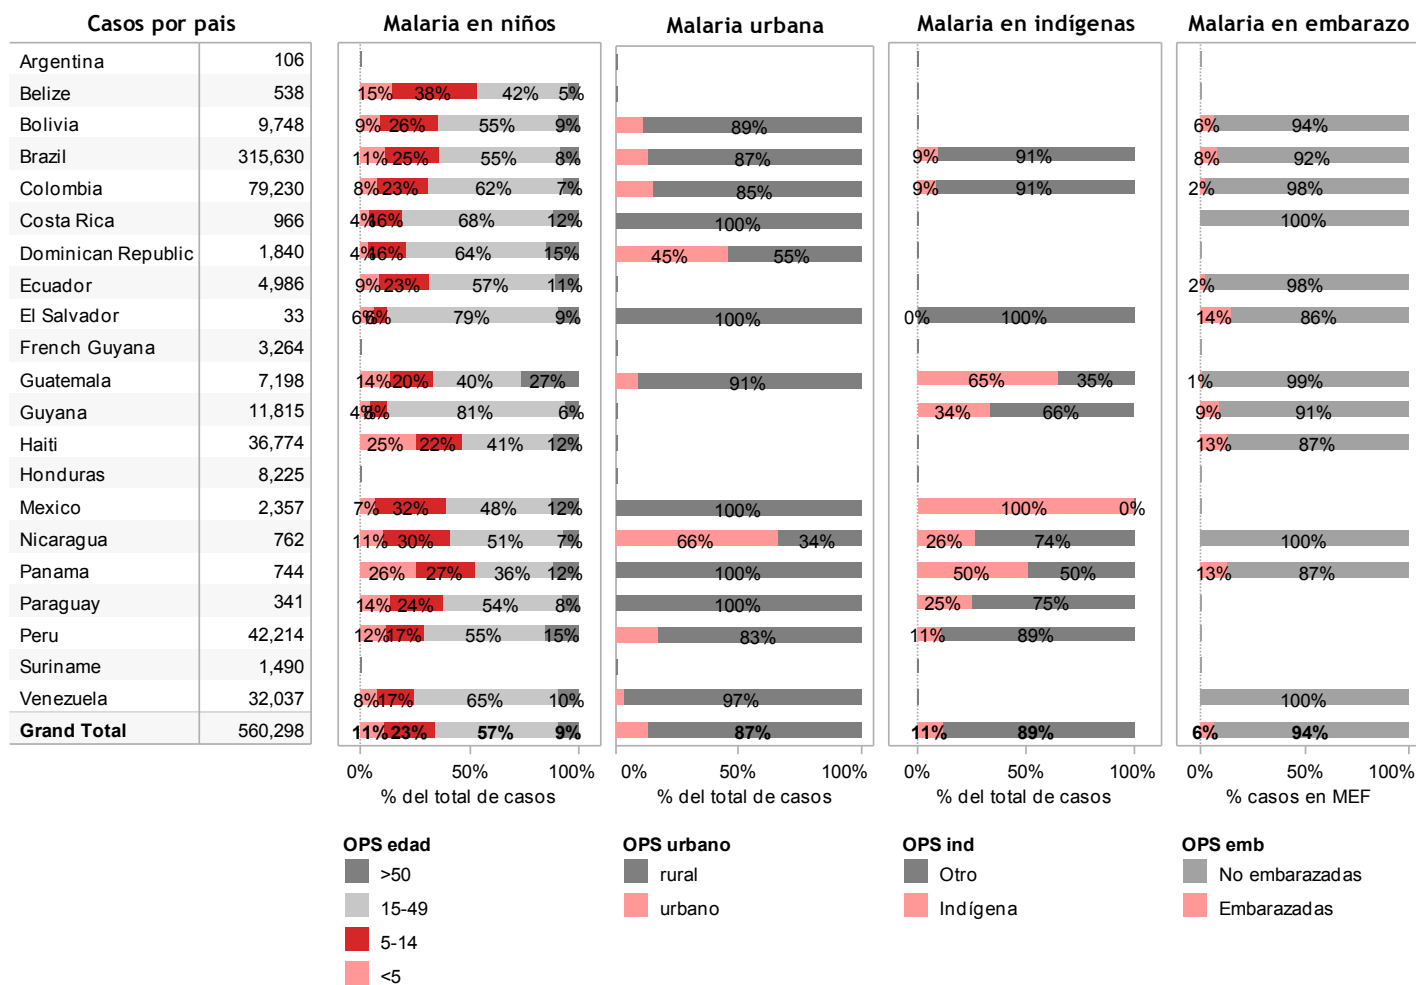 Casos por pais Malaria en niños Malaria urbana Malaria en indígenas Malaria en embarazo
Argentina 106
Belize 538 15% 38% 42% 5%
Bolivia 9,748 9% 26% 55% 9% 89% 6% 94%
Brazil 315,630 11% 25% 55% 8% 87% 9% 91% 8% 92%
Colombia 79,230 8% 23% 62% 7% 85% 9% 91% 2% 98%
Costa Rica 966 4% 16% 68% 12% 100% 100%
Dominican Republic 1,840 4% 16% 64% 15% 45% 55%
Ecuador 4,986 9% 23% 57% 11% 2% 98%
El Salvador 33 6% 6% 79% 9% 100% 0% 100% 14% 86%
French Guyana 3,264
Guatemala 7,198 14% 20% 40% 27% 91% 65% 35% 1% 99%
Guyana 11,815 4% 8% 81% 6% 34% 66% 9% 91%
Haiti 36,774 25% 22% 41% 12% 13% 87%
Honduras 8,225
Mexico 2,357 7% 32% 48% 12% 100% 100% 0%
Nicaragua 762 11% 30% 51% 7% 66% 34% 26% 74% 100%
Panama 744 26% 27% 36% 12% 100% 50% 50% 13% 87%
Paraguay 341 14% 24% 54% 8% 100% 25% 75%
Peru 42,214 12% 17% 55% 15% 83% 11% 89%
Suriname 1,490
Venezuela 32,037 8% 17% 65% 10% 97% 100%
Grand Total 560,298 11% 23% 57% 9% 87% 11% 89% 6% 94%
0% 50% 100% 0% 50% 100% 0% 50% 100% 0% 50% 100%
% del total de casos % del total de casos % del total de casos % casos en MEF
OPS edad OPS urbano OPS ind OPS emb
>50 rural Otro No embarazadas
15-49 urbano Indígena Embarazadas
5-14
<5